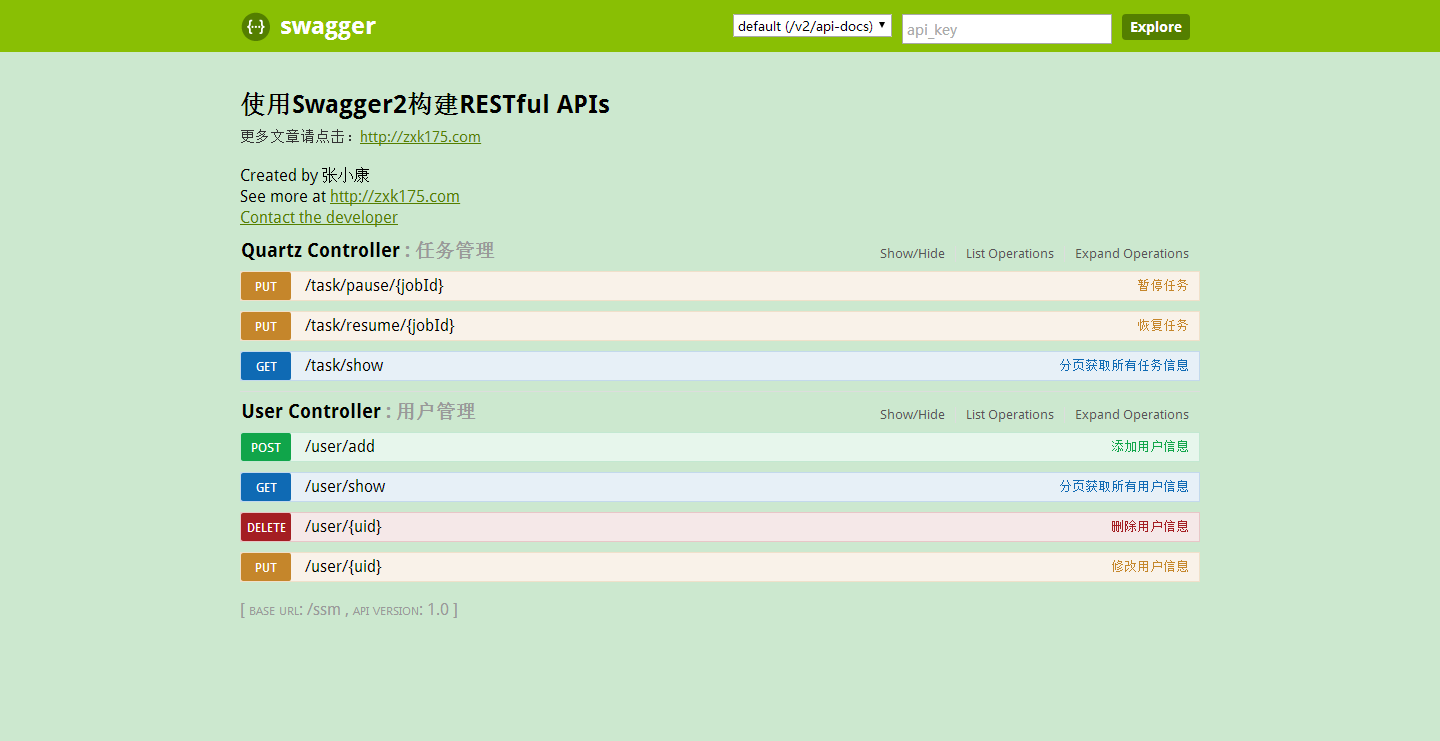 {···} swagger default (/v2/api-docs) api_key Explore
使用Swagger2构建RESTful APIs
更多文章请点击：http://zxk175.com
Created by 张小康
See more at http://zxk175.com
Contact the developer
Quartz Controller : 任务管理 Show/Hide List Operations Expand Operations
PUT /task/pause/{jobId} 暂停任务
PUT /task/resume/{jobId} 恢复任务
GET /task/show 分页获取所有任务信息
User Controller : 用户管理 Show/Hide List Operations Expand Operations
POST /user/add 添加用户信息
GET /user/show 分页获取所有用户信息
DELETE /user/{uid} 删除用户信息
PUT /user/{uid} 修改用户信息
[ BASE URL: /ssm , API VERSION: 1.0 ]